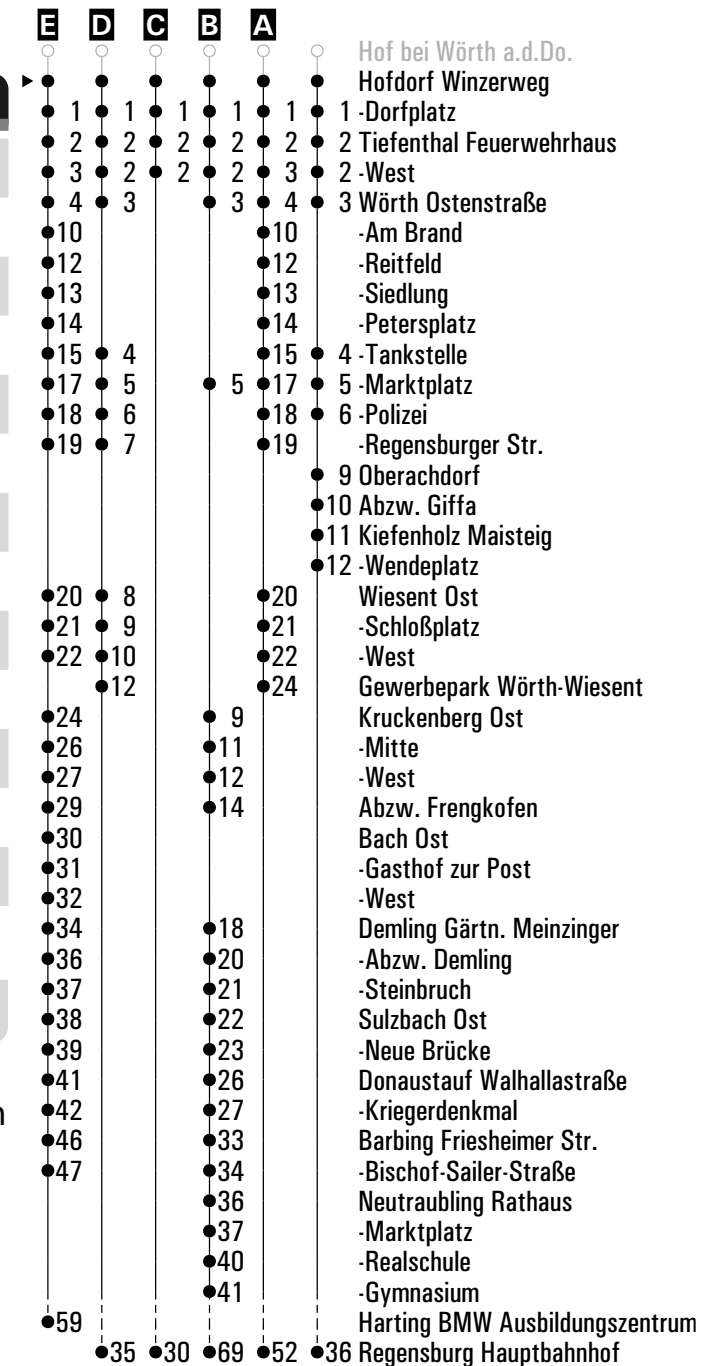 E D C B A
Hof bei Wörth a.d.Do.
Hofdorf Winzerweg
1 1 1 1 1 1 -Dorfplatz
2 2 2 2 2 2 Tiefenthal Feuerwehrhaus
3 2 2 2 3 2 -West
4 3 3 4 3 Wörth Ostenstraße
10 10 -Am Brand
12 12 -Reitfeld
13 13 -Siedlung
14 14 -Petersplatz
15 4 15 4 -Tankstelle
17 5 5 17 5 -Marktplatz
18 6 18 6 -Polizei
19 7 19 -Regensburger Str.
9 Oberachdorf
10 Abzw. Giffa
11 Kiefenholz Maisteig
12 -Wendeplatz
20 8 20 Wiesent Ost
21 9 21 -Schloßplatz
22 10 22 -West
12 24 Gewerbepark Wörth-Wiesent
24 9 Kruckenberg Ost
26 11 -Mitte
27 12 -West
29 14 Abzw. Frengkofen
30 Bach Ost
31 -Gasthof zur Post
32 -West
34 18 Demling Gärtn. Meinzinger
36 20 -Abzw. Demling
37 21 -Steinbruch
38 22 Sulzbach Ost
39 23 -Neue Brücke
41 26 Donaustauf Walhallastraße
42 27 -Kriegerdenkmal
46 33 Barbing Friesheimer Str.
47 34 -Bischof-Sailer-Straße
36 Neutraubling Rathaus
37 -Marktplatz
40 -Realschule
41 -Gymnasium
59 Harting BMW Ausbildungszentrum
35 30 69 52 36 Regensburg Hauptbahnhof